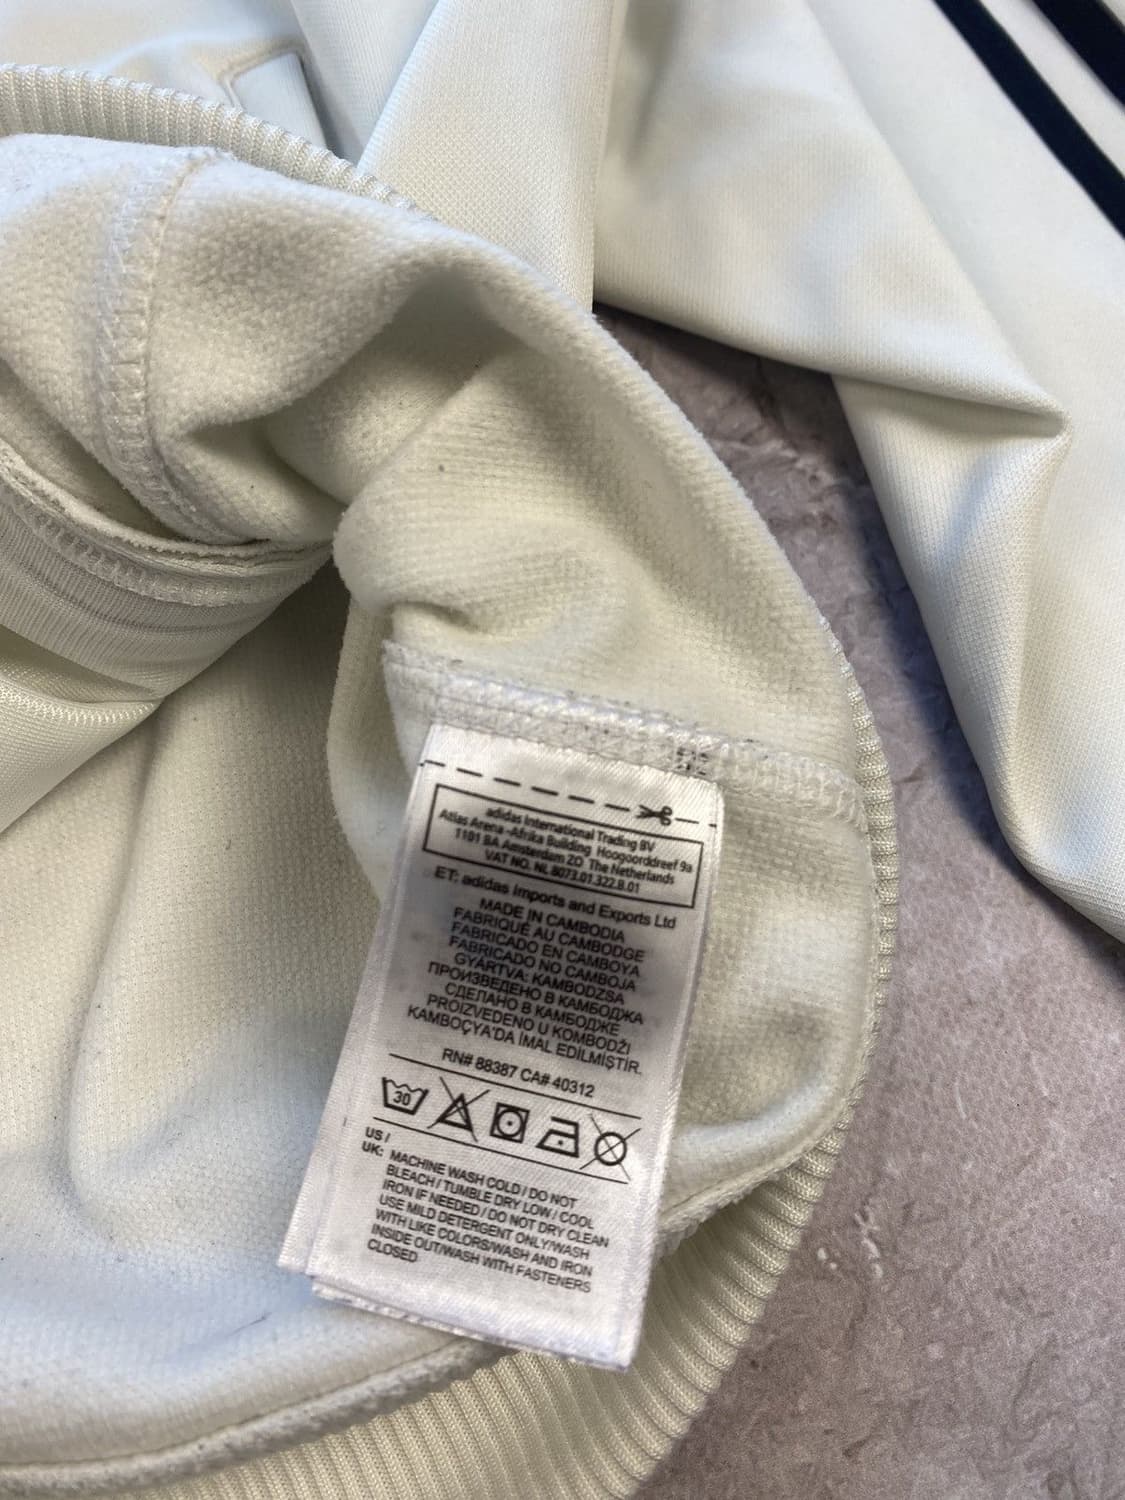 adidas International Trading BV
Atlas Arena -Afrika Building Hoogoorddreef 9a
1101 BA Amsterdam ZO The Netherlands
VAT NO. NL 8073.01.322.B.01
ET: adidas Imports and Exports Ltd
MADE IN CAMBODIA
FABRIQUÉ AU CAMBODGE
FABRICADO EN CAMBOYA
FABRICADO NO CAMBOJA
GYÁRTVA: KAMBODZSA
ПРОИЗВЕДЕНО В КАМБОДЖА
СДЕЛАНО В КАМБОДЖЕ
PROIZVEDENO U KOMBODŽI
KAMBOÇYA'DA İMAL EDİLMİŞTİR.
RN# 88387 CA# 40312
30
US /
UK: MACHINE WASH COLD / DO NOT
BLEACH / TUMBLE DRY LOW / COOL
IRON IF NEEDED / DO NOT DRY CLEAN
USE MILD DETERGENT ONLY/WASH
WITH LIKE COLORS/WASH AND IRON
INSIDE OUT/WASH WITH FASTENERS
CLOSED